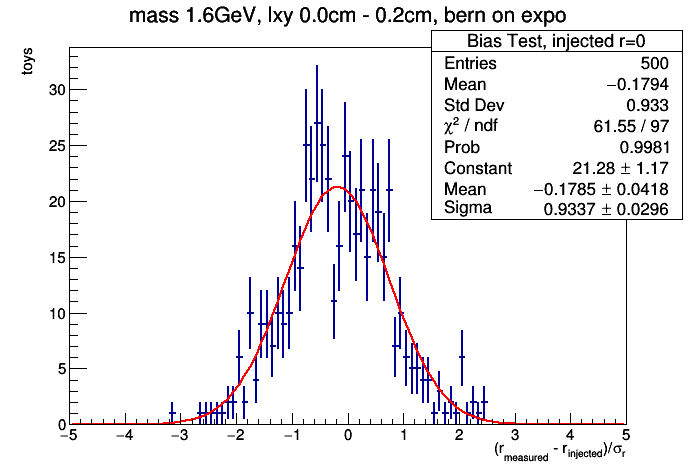 mass 1.6GeV, lxy 0.0cm - 0.2cm, bern on expo
toys
Bias Test, injected r=0
Entries 500
Mean −0.1794
Std Dev 0.933
χ² / ndf 61.55 / 97
Prob 0.9981
Constant 21.28 ± 1.17
Mean −0.1785 ± 0.0418
Sigma 0.9337 ± 0.0296
30
25
20
15
10
5
0
−5 −4 −3 −2 −1 0 1 2 3 4 5
(r_measured - r_injected)/σ_r